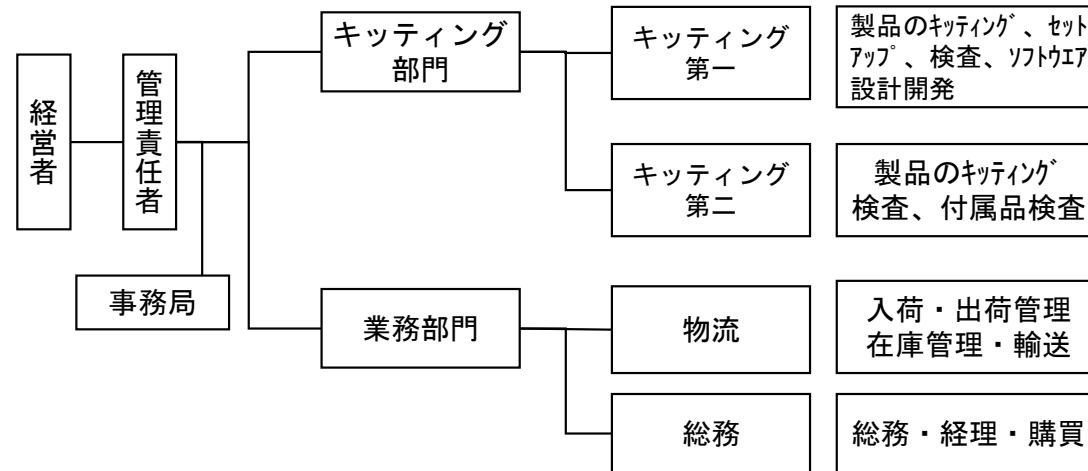 経営者
管理責任者
事務局
キッティング
部門
キッティング
第一
製品のｷｯﾃｨﾝｸﾞ、ｾｯﾄ
ｱｯﾌﾟ、検査、ｿﾌﾄｳｴｱ
設計開発
キッティング
第二
製品のｷｯﾃｨﾝｸﾞ
検査、付属品検査
業務部門
物流
入荷・出荷管理
在庫管理・輸送
総務
総務・経理・購買